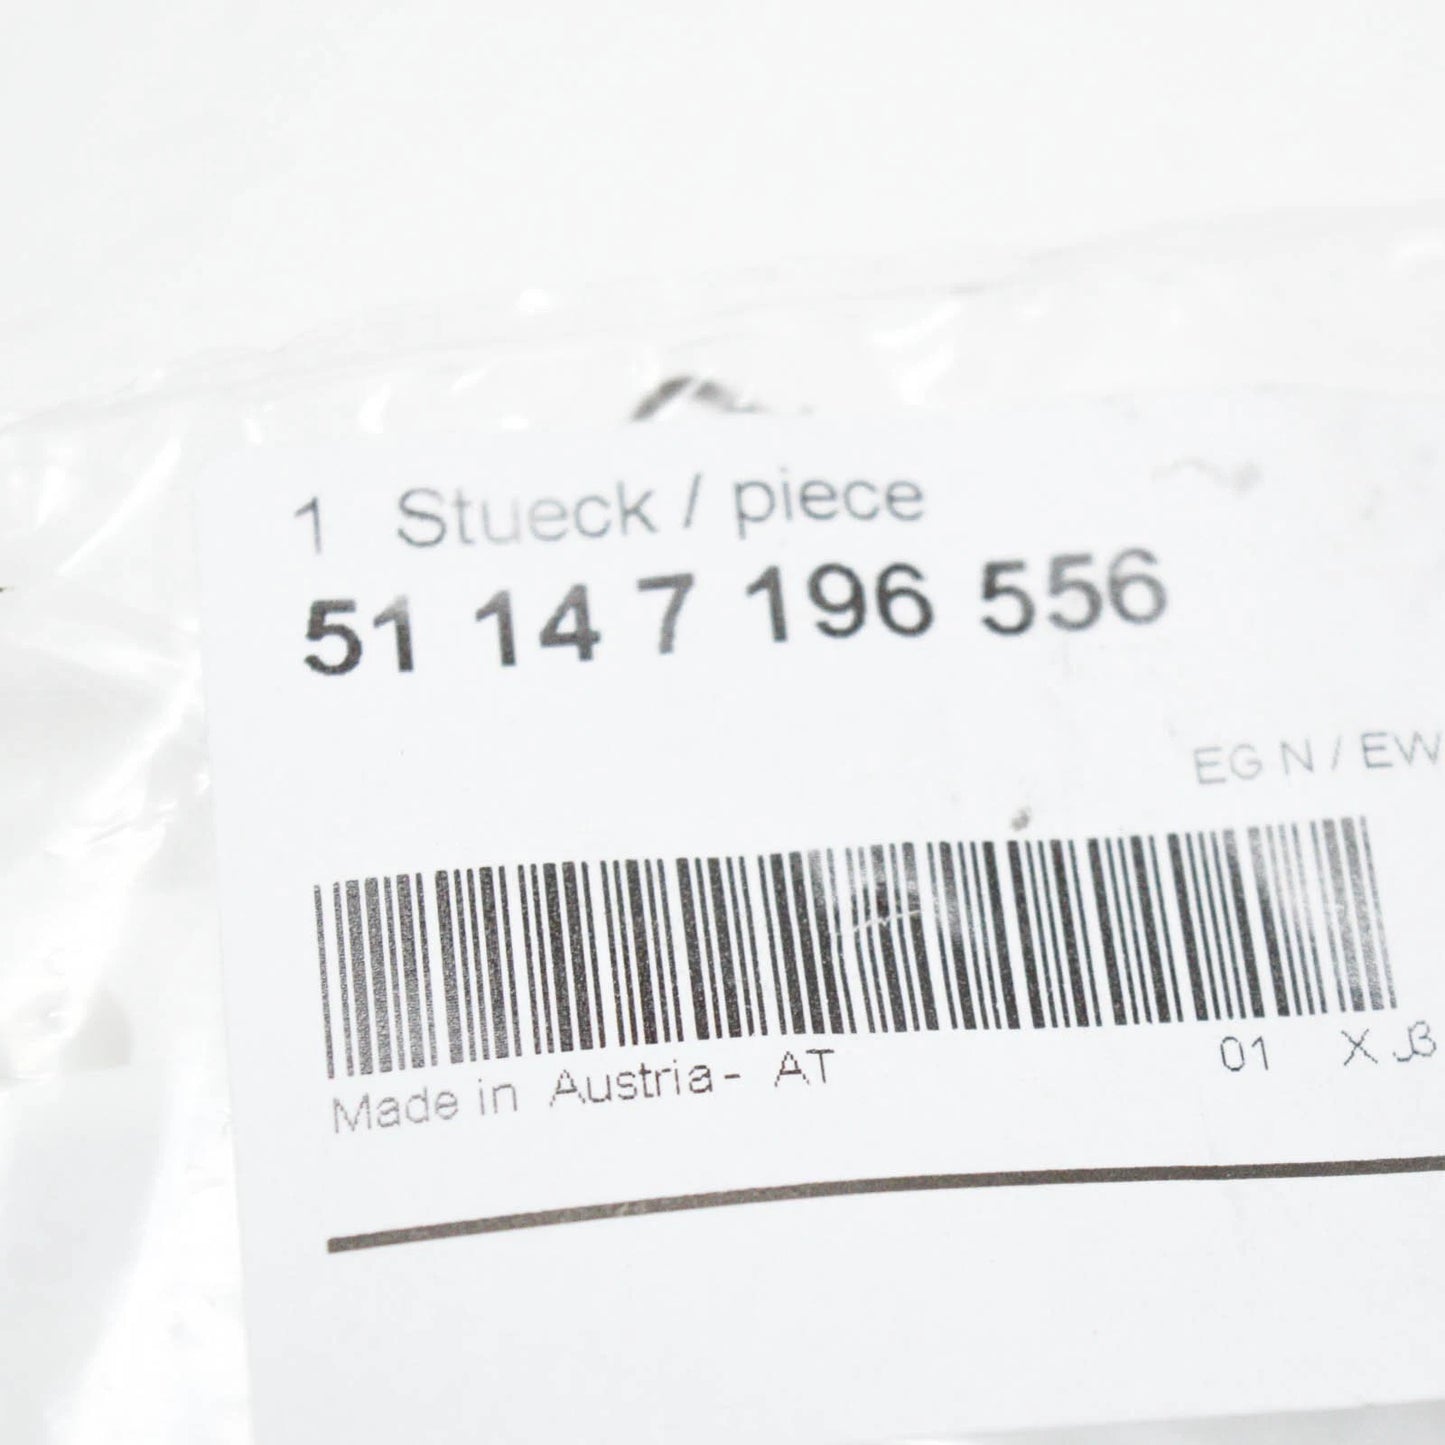 1 Stueck / piece
51 14 7 196 556
EG N / EW
Made in Austria - AT 01 X J3